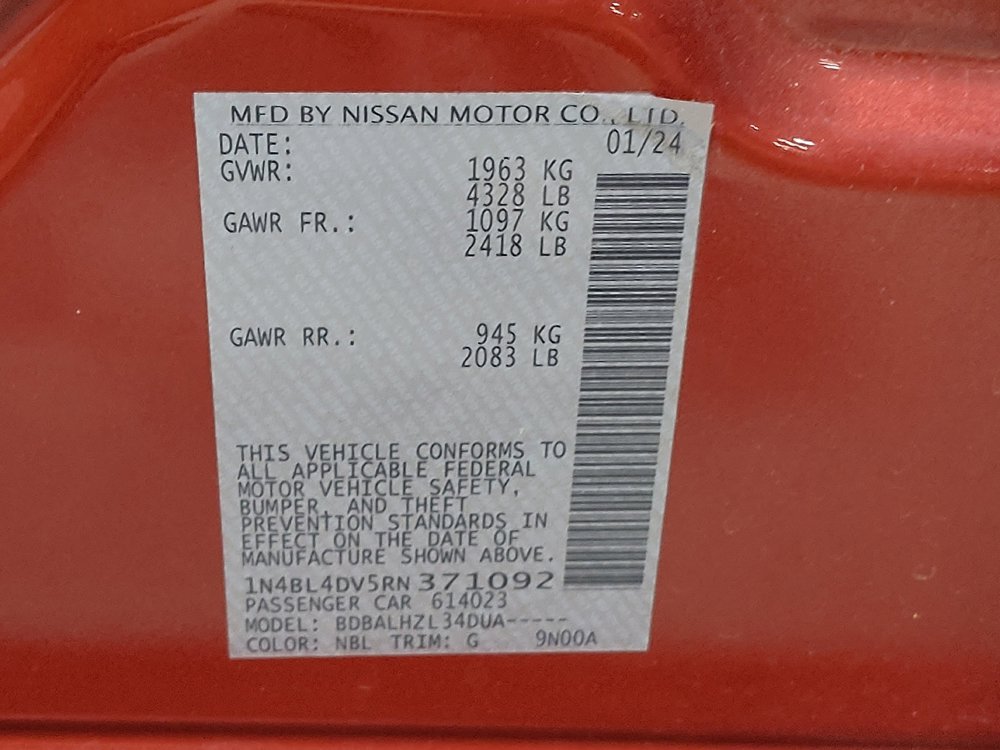 MFD BY NISSAN MOTOR CO., LTD.
DATE: 01/24
GVWR: 1963 KG
4328 LB
GAWR FR.: 1097 KG
2418 LB
GAWR RR.: 945 KG
2083 LB
THIS VEHICLE CONFORMS TO
ALL APPLICABLE FEDERAL
MOTOR VEHICLE SAFETY,
BUMPER, AND THEFT
PREVENTION STANDARDS IN
EFFECT ON THE DATE OF
MANUFACTURE SHOWN ABOVE.
1N4BL4DV5RN371092
PASSENGER CAR 614023
MODEL: BDBALHZL34DUA-----
COLOR: NBL TRIM: G 9N00A